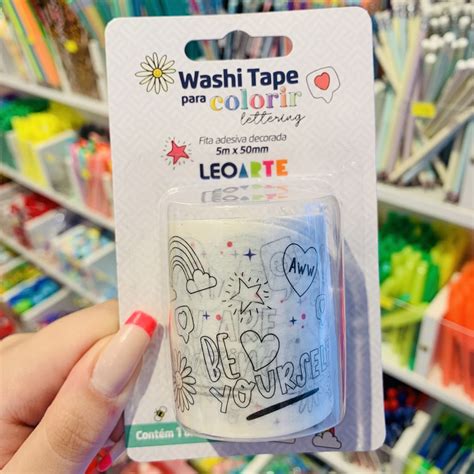 Washi Tape
para colorir
lettering
Fita adesiva decorada
5m x 50mm
LEOARTE
AWW
BE
YOURSELF
Contém 1